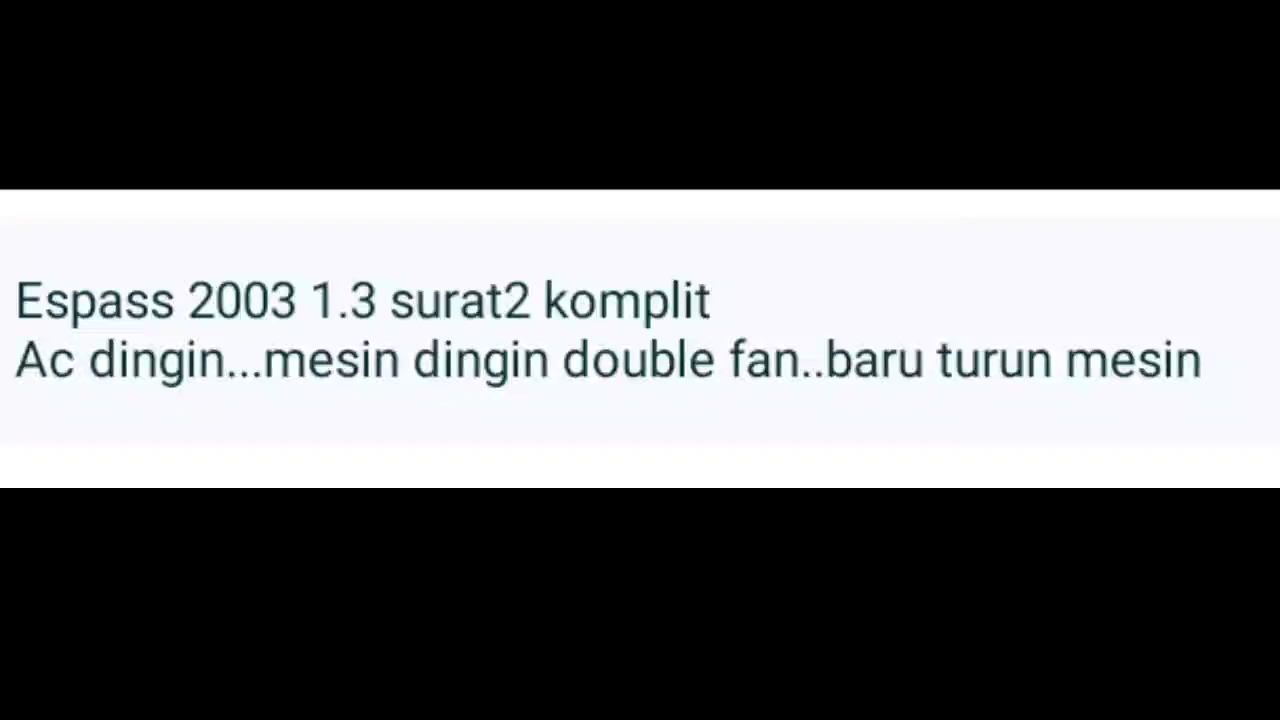 Espass 2003 1.3 surat2 komplit
Ac dingin...mesin dingin double fan..baru turun mesin